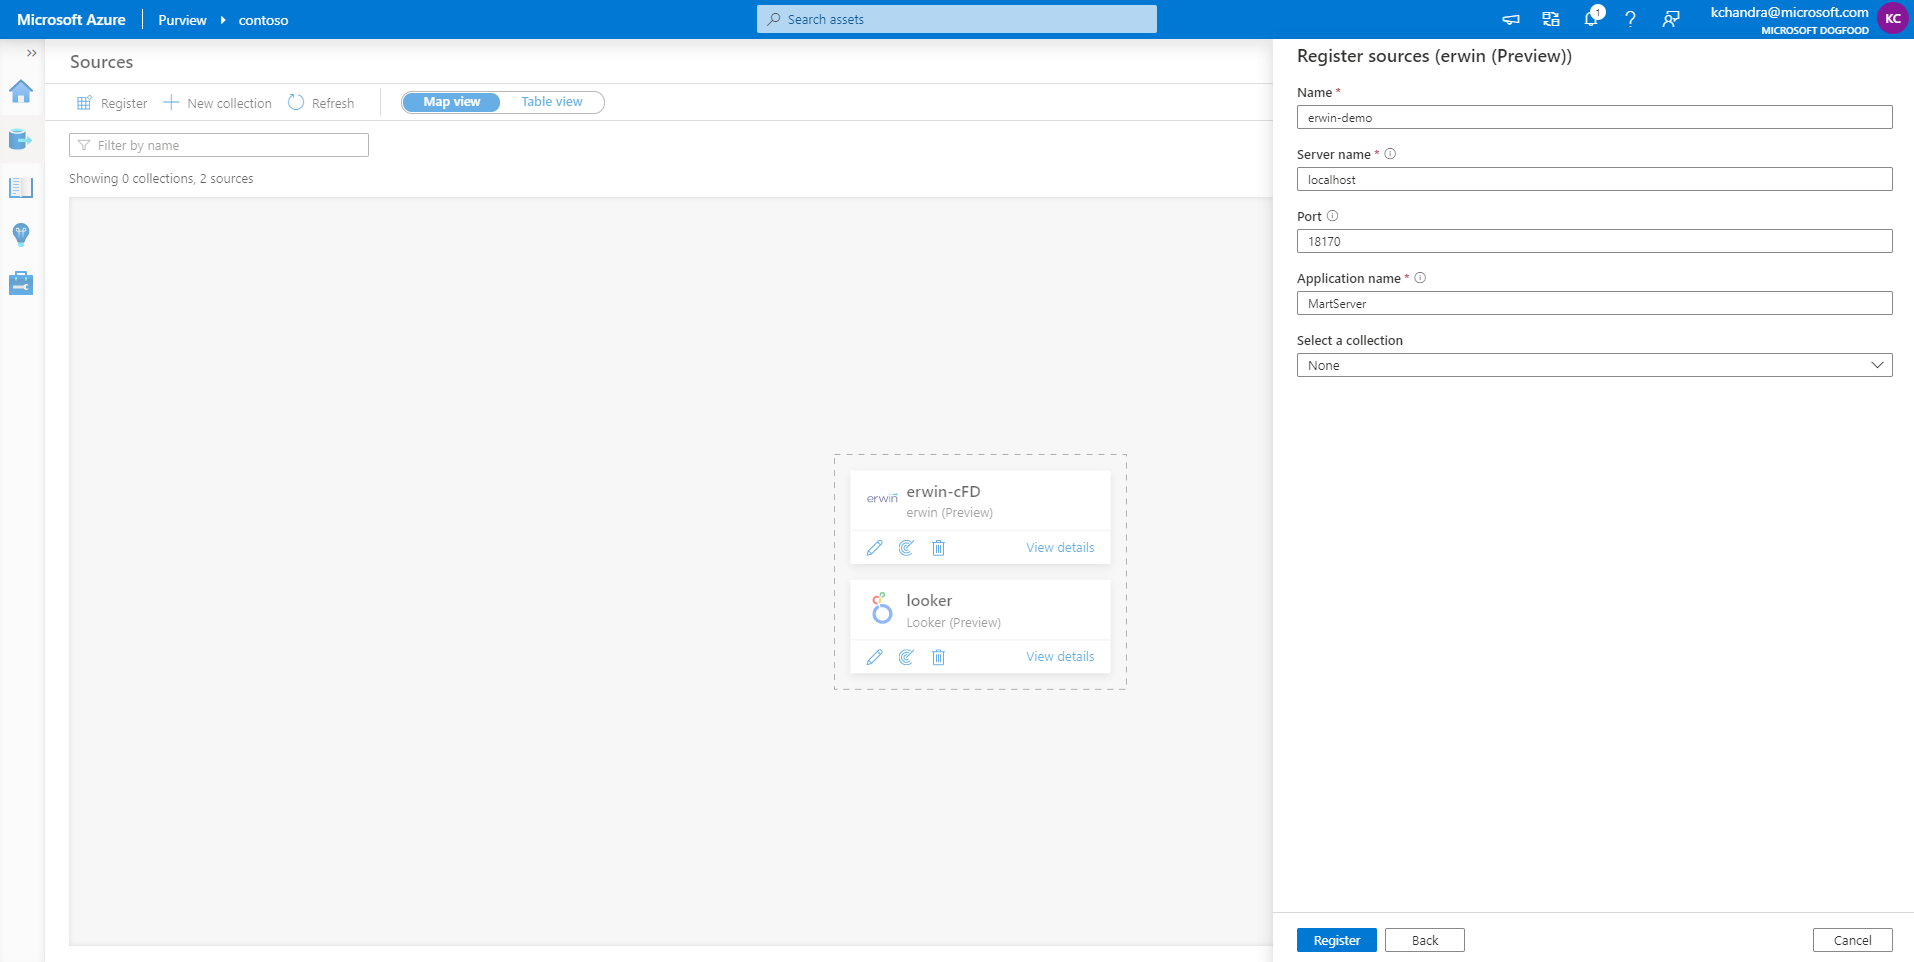 Microsoft Azure Purview contoso
Search assets
1
kchandra@microsoft.com
MICROSOFT DOGFOOD
KC
Sources
Register New collection Refresh Map view Table view
Filter by name
Showing 0 collections, 2 sources
erwin erwin-cFD
erwin (Preview)
View details
looker
Looker (Preview)
View details
Register sources (erwin (Preview))
Name *
erwin-demo
Server name *
localhost
Port
18170
Application name *
MartServer
Select a collection
None
Register Back Cancel